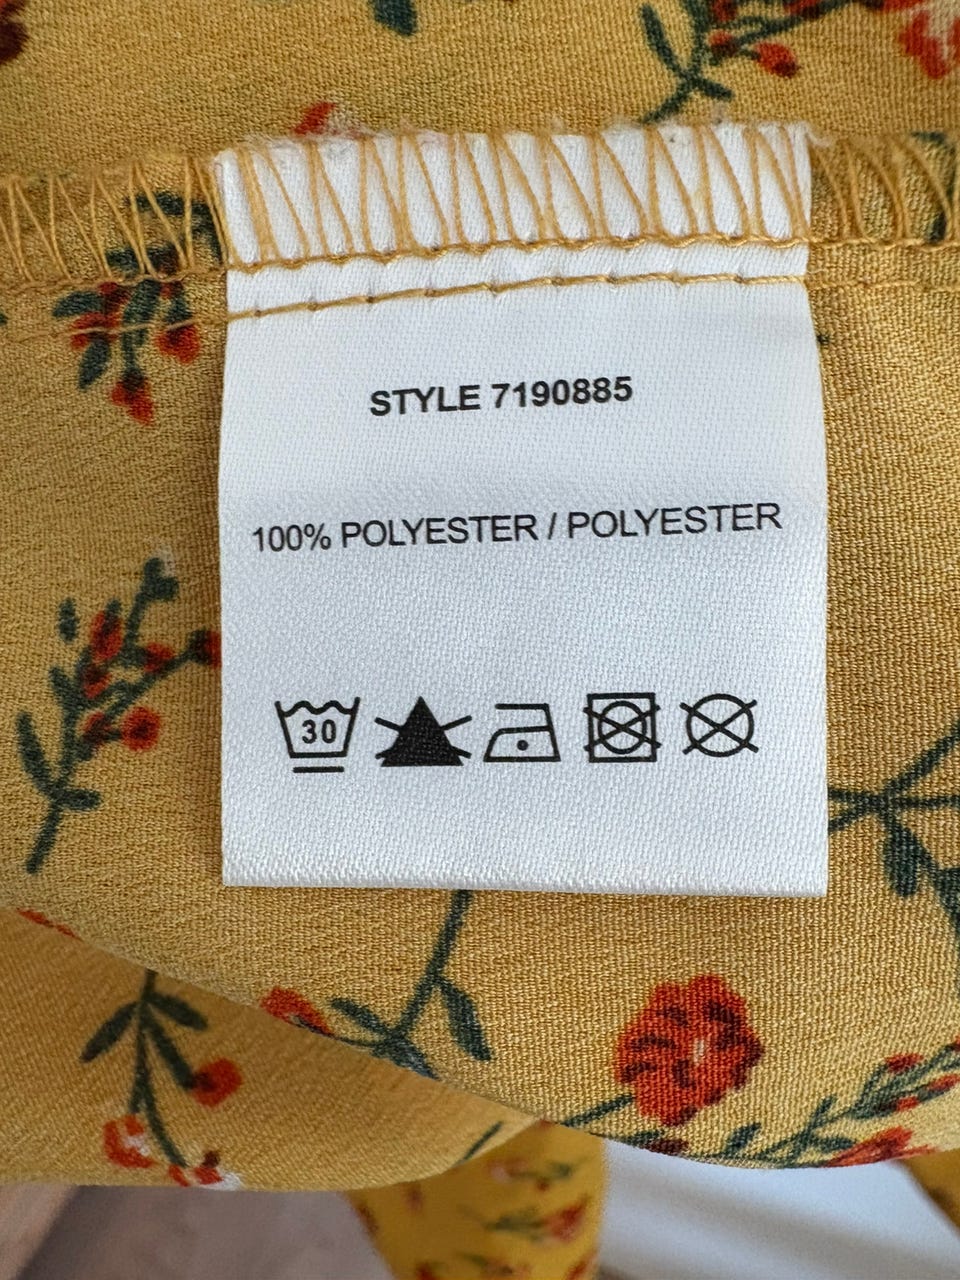 STYLE 7190885
100% POLYESTER / POLYESTER
30